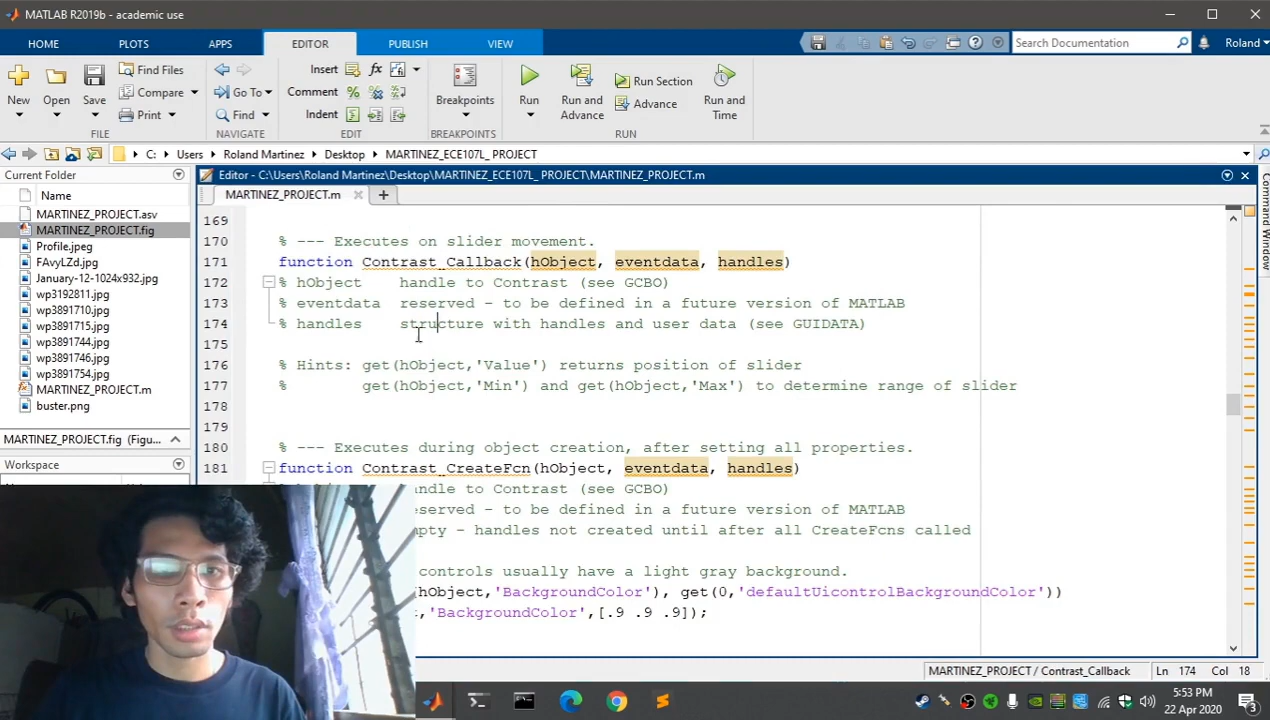 MATLAB R2019b - academic use
HOME PLOTS APPS EDITOR PUBLISH VIEW Search Documentation Roland
New Open Save Find Files Compare Print
Go To Find
Insert fx Comment Indent
Breakpoints
Run Run and Advance Run Section Advance Run and Time
FILE NAVIGATE EDIT BREAKPOINTS RUN
C: Users Roland Martinez Desktop MARTINEZ_ECE107L_ PROJECT
Current Folder
Name
MARTINEZ_PROJECT.asv
MARTINEZ_PROJECT.fig
Profile.jpeg
FAvyLZd.jpg
January-12-1024x932.jpg
wp3192811.jpg
wp3891710.jpg
wp3891715.jpg
wp3891744.jpg
wp3891746.jpg
wp3891754.jpg
MARTINEZ_PROJECT.m
buster.png
MARTINEZ_PROJECT.fig (Figu...
Workspace
Editor - C:\Users\Roland Martinez\Desktop\MARTINEZ_ECE107L_ PROJECT\MARTINEZ_PROJECT.m
MARTINEZ_PROJECT.m
Command Window
169
170 % --- Executes on slider movement.
171 function Contrast_Callback(hObject, eventdata, handles)
172 % hObject handle to Contrast (see GCBO)
173 % eventdata reserved - to be defined in a future version of MATLAB
174 % handles structure with handles and user data (see GUIDATA)
175
176 % Hints: get(hObject,'Value') returns position of slider
177 % get(hObject,'Min') and get(hObject,'Max') to determine range of slider
178
179
180 % --- Executes during object creation, after setting all properties.
181 function Contrast_CreateFcn(hObject, eventdata, handles)
andle to Contrast (see GCBO)
eserved - to be defined in a future version of MATLAB
mpty - handles not created until after all CreateFcns called
controls usually have a light gray background.
(hObject,'BackgroundColor'), get(0,'defaultUicontrolBackgroundColor'))
t,'BackgroundColor',[.9 .9 .9]);
MARTINEZ_PROJECT / Contrast_Callback Ln 174 Col 18
5:53 PM
22 Apr 2020
3